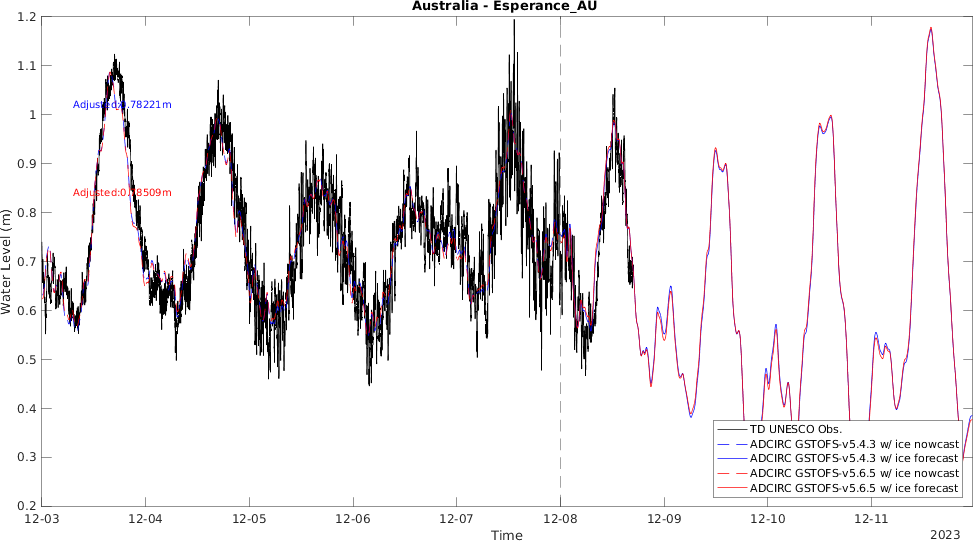 Australia - Esperance_AU
1.2
1.1
1
0.9
0.8
0.7
0.6
0.5
0.4
0.3
0.2
Water Level (m)
Adjusted:0.78221m
Adjusted:0.78509m
TD UNESCO Obs.
ADCIRC GSTOFS-v5.4.3 w/ ice nowcast
ADCIRC GSTOFS-v5.4.3 w/ ice forecast
ADCIRC GSTOFS-v5.6.5 w/ ice nowcast
ADCIRC GSTOFS-v5.6.5 w/ ice forecast
12-03 12-04 12-05 12-06 12-07 12-08 12-09 12-10 12-11
Time
2023